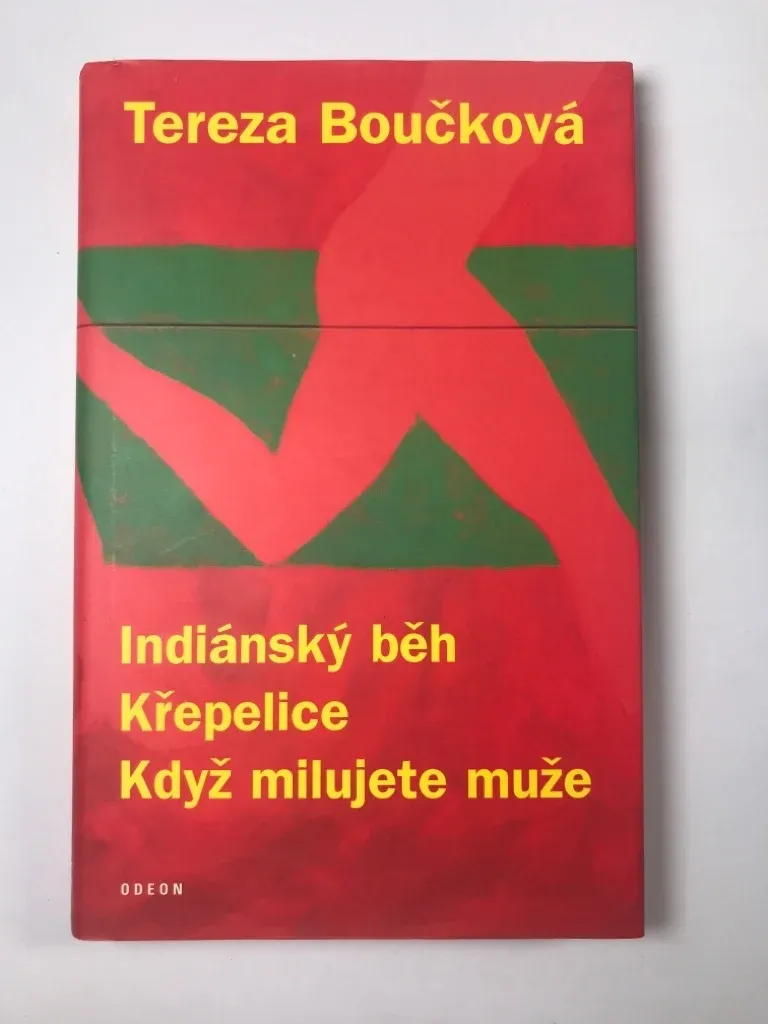 Tereza Boučková
Indiánský běh
Křepelice
Když milujete muže
ODEON